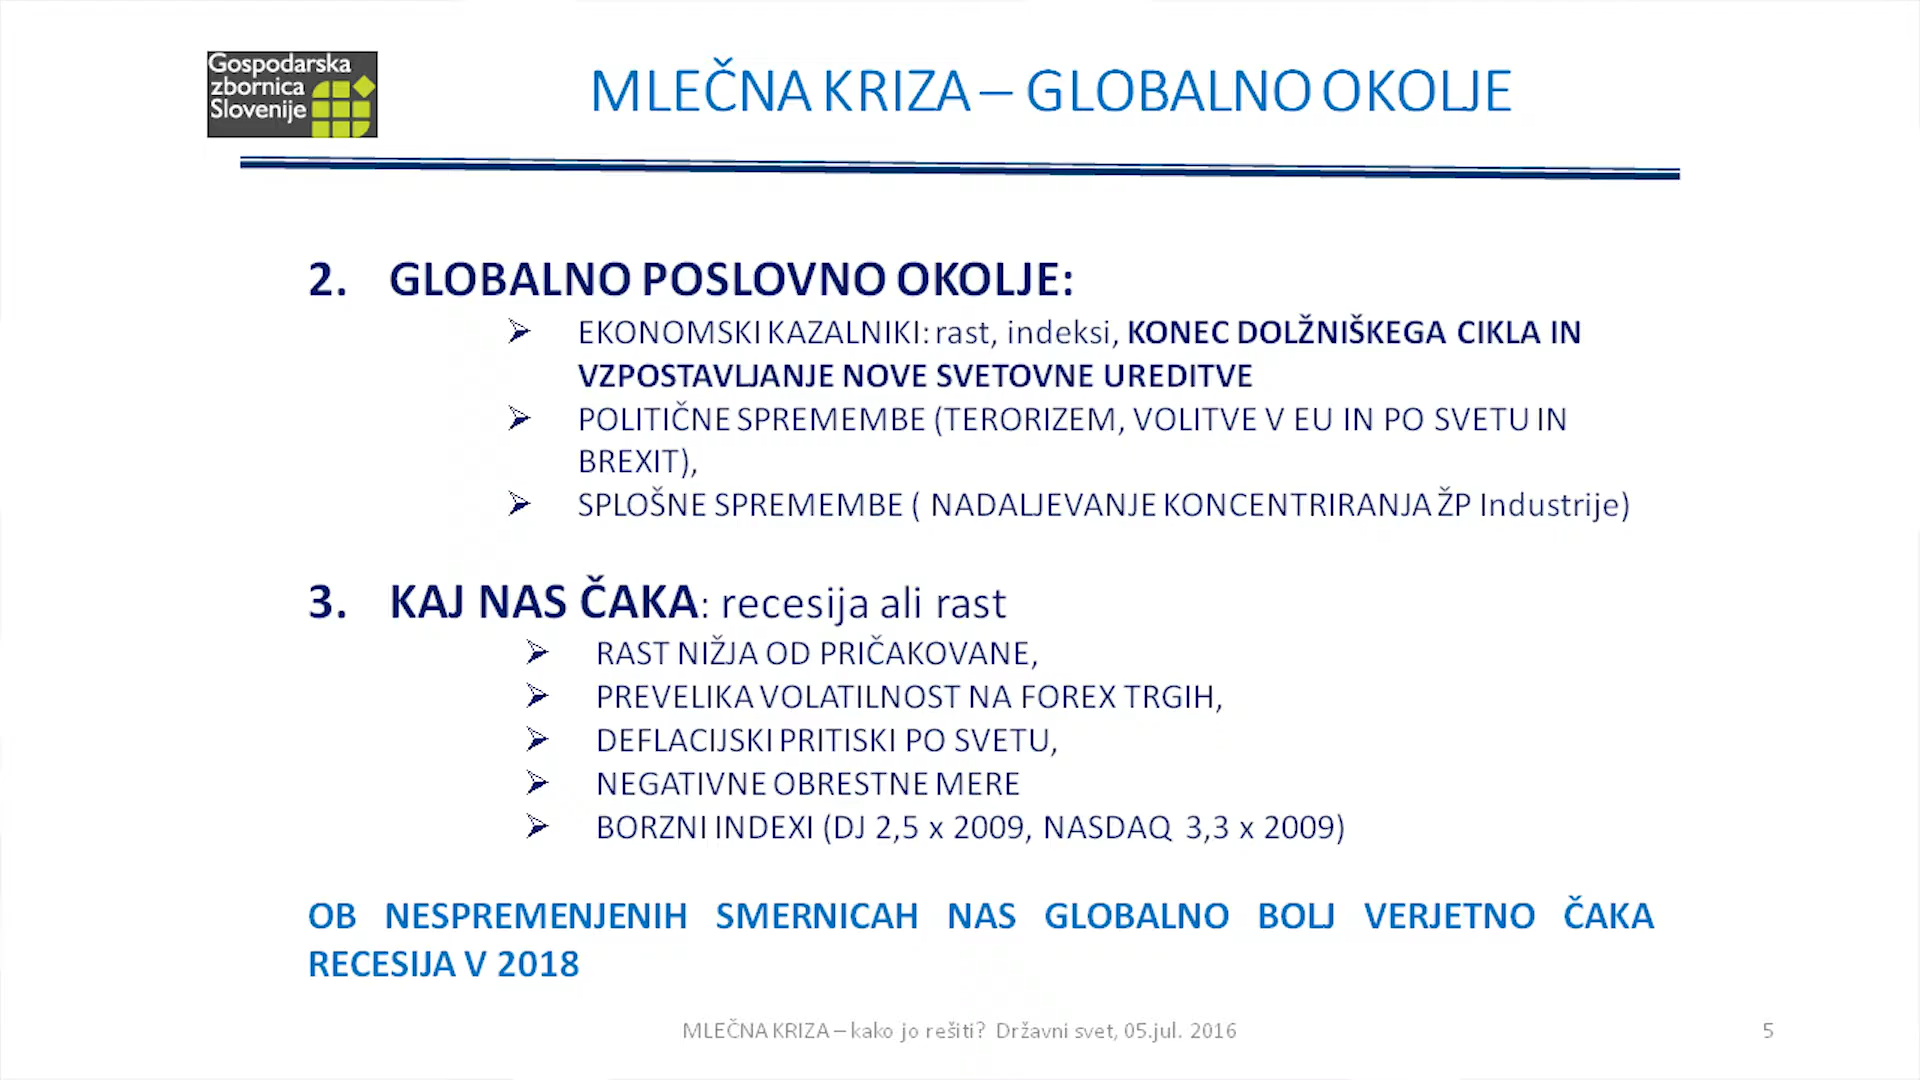 Gospodarska
zbornica
Slovenije
MLEČNA KRIZA – GLOBALNO OKOLJE
2. GLOBALNO POSLOVNO OKOLJE:
EKONOMSKI KAZALNIKI: rast, indeksi, KONEC DOLŽNIŠKEGA CIKLA IN
VZPOSTAVLJANJE NOVE SVETOVNE UREDITVE
POLITIČNE SPREMEMBE (TERORIZEM, VOLITVE V EU IN PO SVETU IN
BREXIT),
SPLOŠNE SPREMEMBE ( NADALJEVANJE KONCENTRIRANJA ŽP Industrije)
3. KAJ NAS ČAKA: recesija ali rast
RAST NIŽJA OD PRIČAKOVANE,
PREVELIKA VOLATILNOST NA FOREX TRGIH,
DEFLACIJSKI PRITISKI PO SVETU,
NEGATIVNE OBRESTNE MERE
BORZNI INDEXI (DJ 2,5 x 2009, NASDAQ 3,3 x 2009)
OB NESPREMENJENIH SMERNICAH NAS GLOBALNO BOLJ VERJETNO ČAKA
RECESIJA V 2018
MLEČNA KRIZA – kako jo rešiti? Državni svet, 05.jul. 2016
5